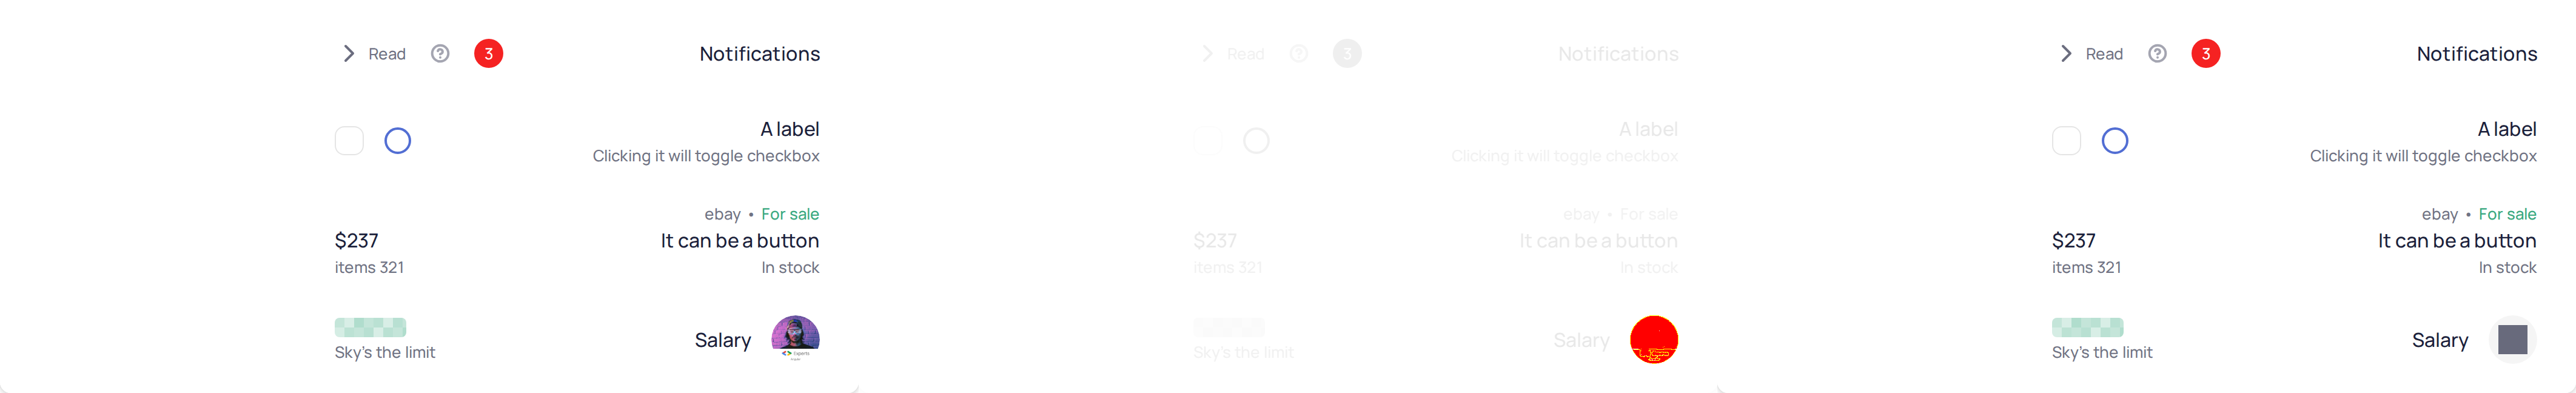 Read 3 Notifications
A label
Clicking it will toggle checkbox
ebay • For sale
$237 It can be a button
items 321 In stock
Salary
Experts
Sky's the limit
Read 3 Notifications
A label
Clicking it will toggle checkbox
ebay • For sale
$237 It can be a button
items 321 In stock
Salary
Sky's the limit
Read 3 Notifications
A label
Clicking it will toggle checkbox
ebay • For sale
$237 It can be a button
items 321 In stock
Salary
Sky's the limit